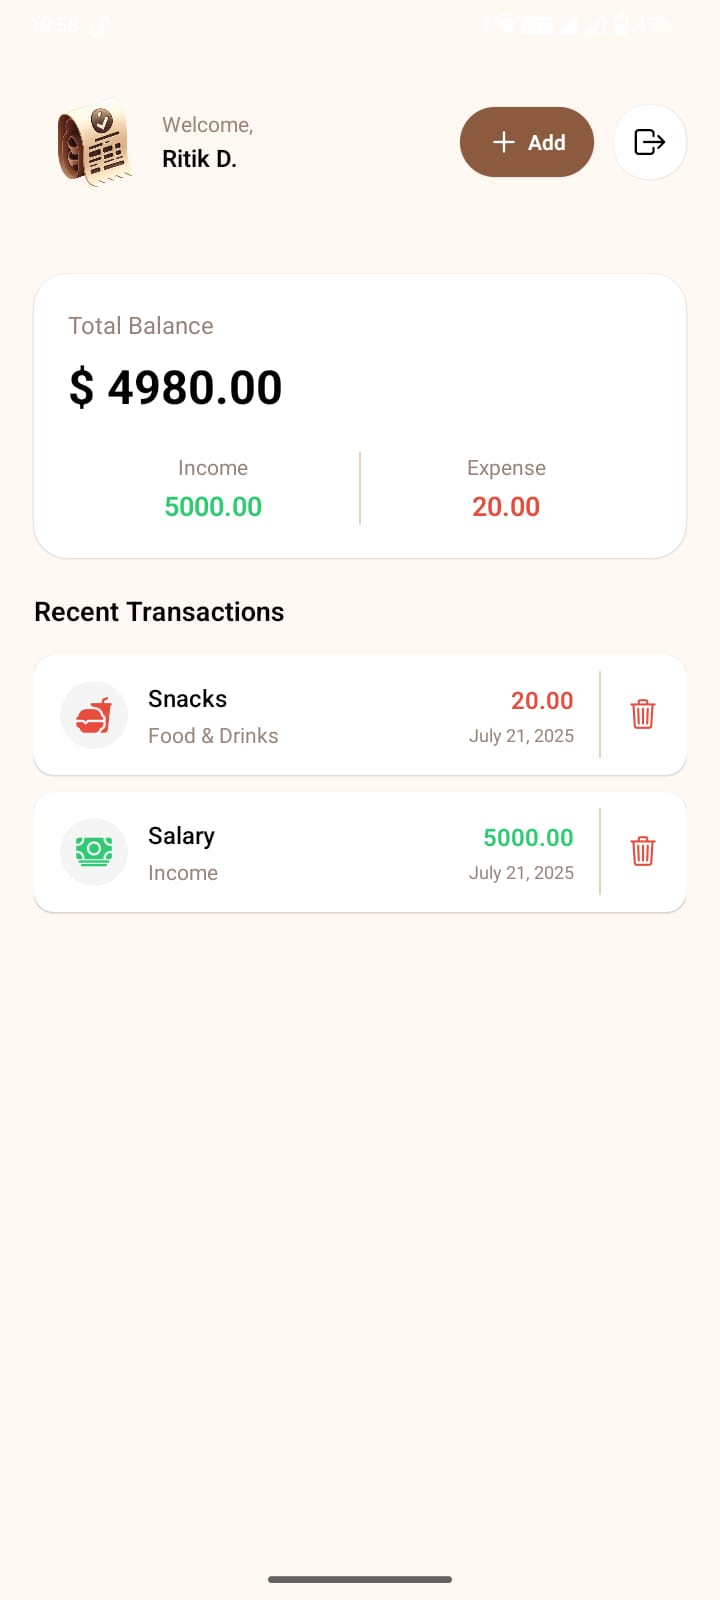 10:58
45%
Welcome,
Ritik D.
Add
Total Balance
$ 4980.00
Income
Expense
5000.00
20.00
Recent Transactions
Snacks
20.00
Food & Drinks
July 21, 2025
Salary
5000.00
Income
July 21, 2025